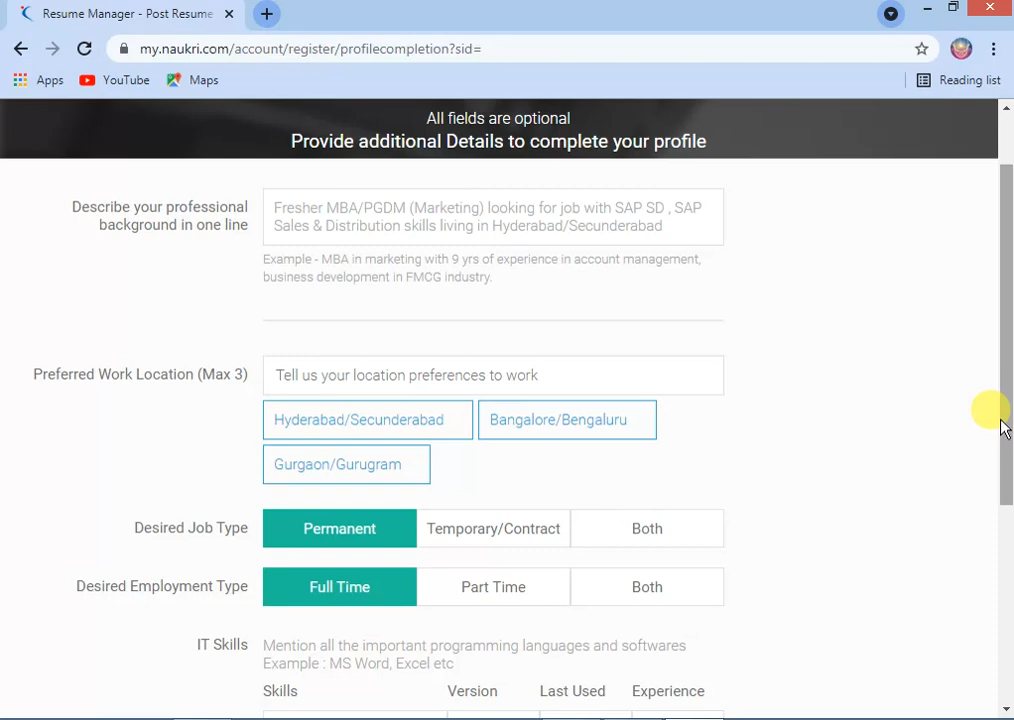 Resume Manager - Post Resume
my.naukri.com/account/register/profilecompletion?sid=
Apps YouTube Maps Reading list
All fields are optional
Provide additional Details to complete your profile
Describe your professional
background in one line
Fresher MBA/PGDM (Marketing) looking for job with SAP SD , SAP
Sales & Distribution skills living in Hyderabad/Secunderabad
Example - MBA in marketing with 9 yrs of experience in account management,
business development in FMCG industry.
Preferred Work Location (Max 3)
Tell us your location preferences to work
Hyderabad/Secunderabad Bangalore/Bengaluru
Gurgaon/Gurugram
Desired Job Type Permanent Temporary/Contract Both
Desired Employment Type Full Time Part Time Both
IT Skills Mention all the important programming languages and softwares
Example : MS Word, Excel etc
Skills Version Last Used Experience